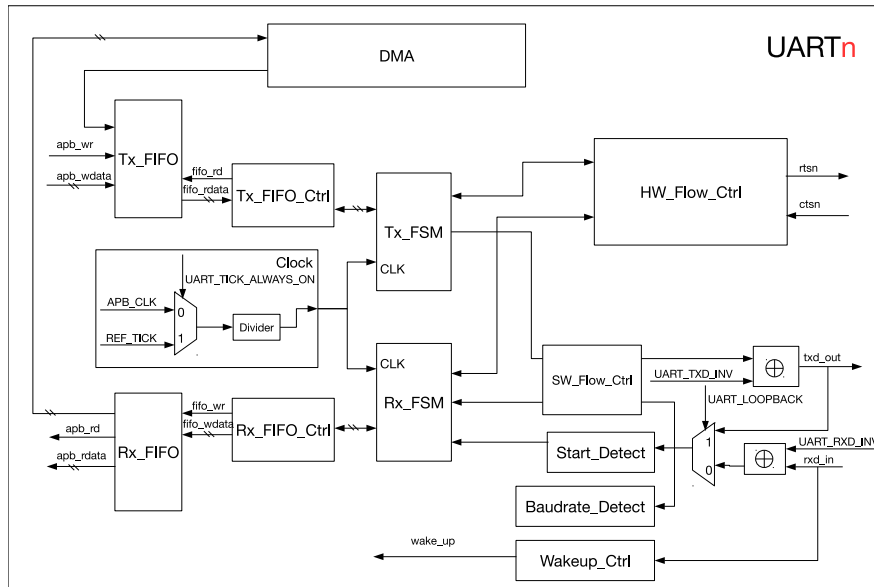 UARTn
DMA
apb_wr
apb_wdata
Tx_FIFO
fifo_rd
fifo_rdata
Tx_FIFO_Ctrl
Tx_FSM
CLK
HW_Flow_Ctrl
rtsn
ctsn
Clock
UART_TICK_ALWAYS_ON
APB_CLK
0
REF_TICK
1
Divider
CLK
Rx_FSM
SW_Flow_Ctrl
UART_TXD_INV
txd_out
UART_LOOPBACK
1
0
UART_RXD_INV
rxd_in
fifo_wr
fifo_wdata
Rx_FIFO_Ctrl
Rx_FIFO
apb_rd
apb_rdata
Start_Detect
Baudrate_Detect
wake_up
Wakeup_Ctrl